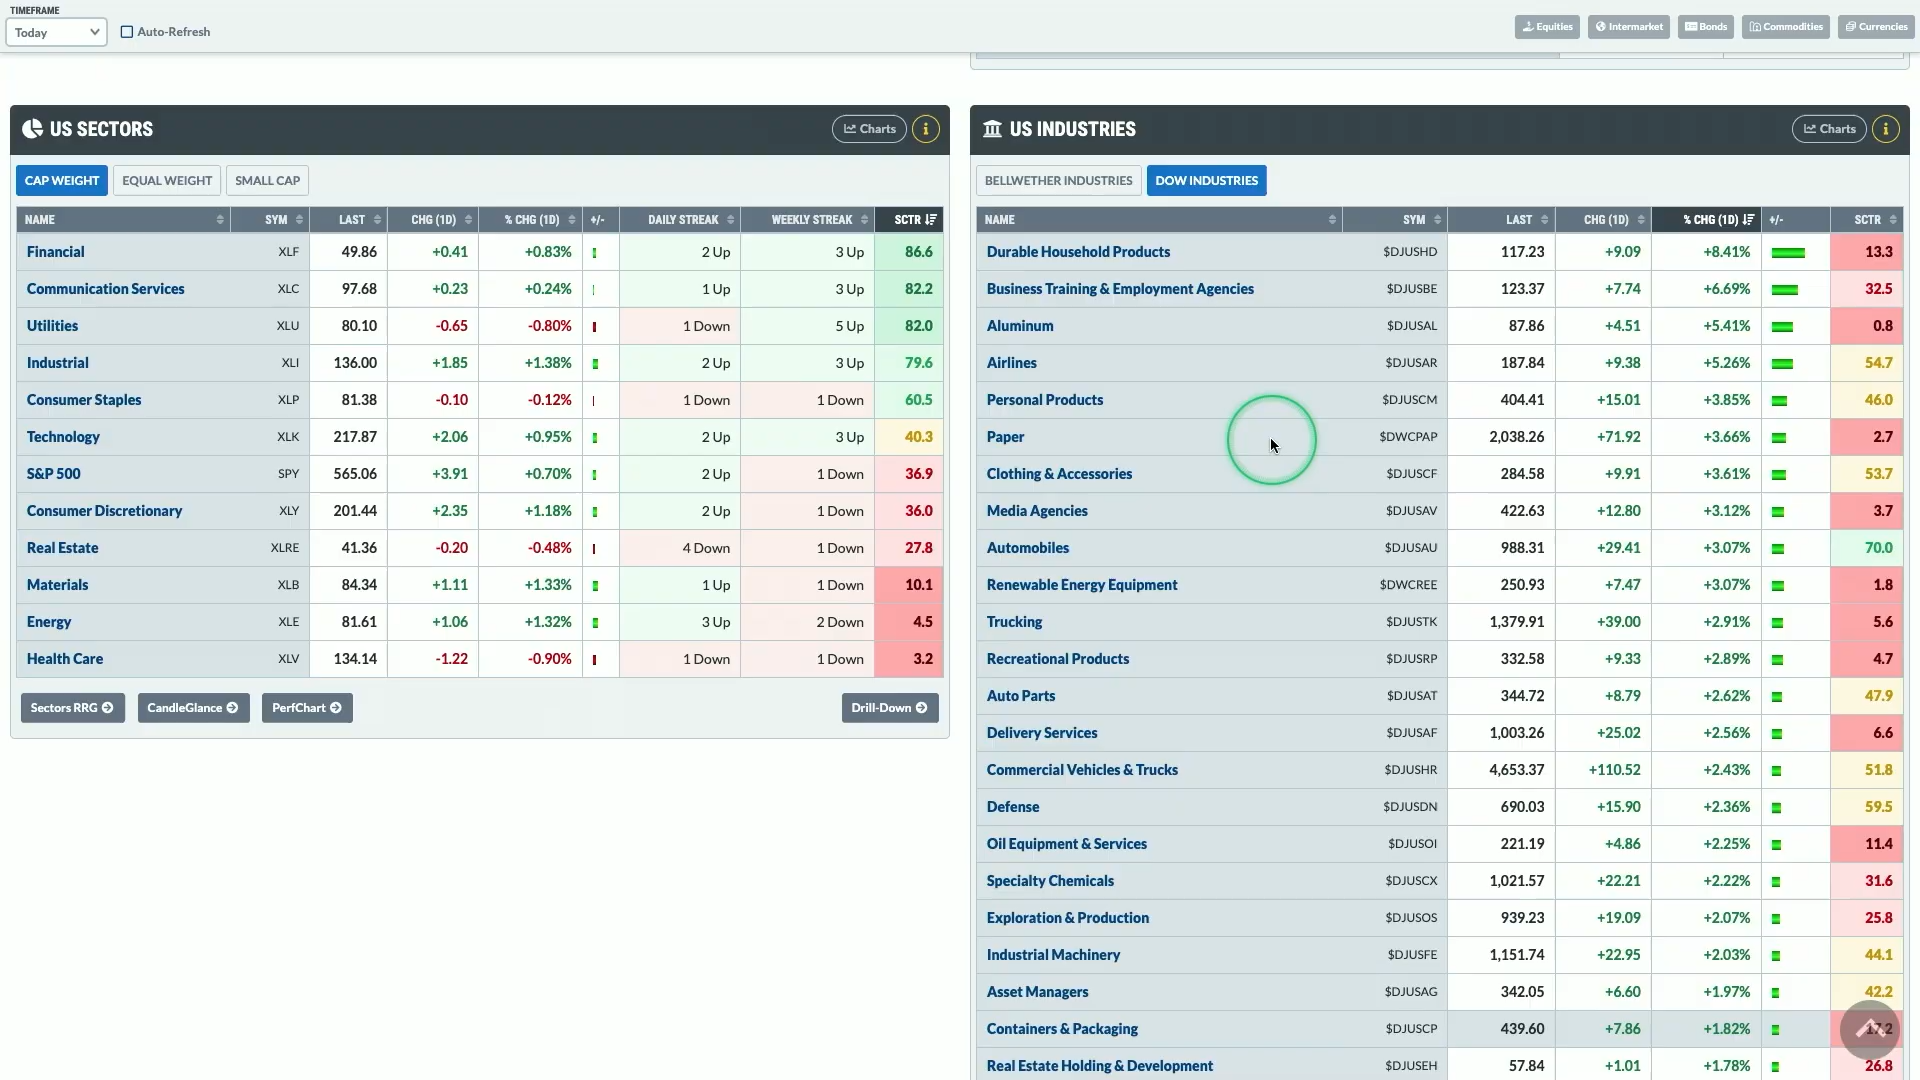 TIMEFRAME
Today
Auto-Refresh
Equities Intermarket Bonds Commodities Currencies
US SECTORS
Charts
CAP WEIGHT EQUAL WEIGHT SMALL CAP
NAME SYM LAST CHG (1D) % CHG (1D) +/- DAILY STREAK WEEKLY STREAK SCTR
Financial XLF 49.86 +0.41 +0.83% 2 Up 3 Up 86.6
Communication Services XLC 97.68 +0.23 +0.24% 1 Up 3 Up 82.2
Utilities XLU 80.10 -0.65 -0.80% 1 Down 5 Up 82.0
Industrial XLI 136.00 +1.85 +1.38% 2 Up 3 Up 79.6
Consumer Staples XLP 81.38 -0.10 -0.12% 1 Down 1 Down 60.5
Technology XLK 217.87 +2.06 +0.95% 2 Up 3 Up 40.3
S&P 500 SPY 565.06 +3.91 +0.70% 2 Up 1 Down 36.9
Consumer Discretionary XLY 201.44 +2.35 +1.18% 2 Up 1 Down 36.0
Real Estate XLRE 41.36 -0.20 -0.48% 4 Down 1 Down 27.8
Materials XLB 84.34 +1.11 +1.33% 1 Up 1 Down 10.1
Energy XLE 81.61 +1.06 +1.32% 3 Up 2 Down 4.5
Health Care XLV 134.14 -1.22 -0.90% 1 Down 1 Down 3.2
Sectors RRG CandleGlance PerfChart Drill-Down
US INDUSTRIES
Charts
BELLWETHER INDUSTRIES DOW INDUSTRIES
NAME SYM LAST CHG (1D) % CHG (1D) +/- SCTR
Durable Household Products $DJUSHD 117.23 +9.09 +8.41% 13.3
Business Training & Employment Agencies $DJUSBE 123.37 +7.74 +6.69% 32.5
Aluminum $DJUSAL 87.86 +4.51 +5.41% 0.8
Airlines $DJUSAR 187.84 +9.38 +5.26% 54.7
Personal Products $DJUSCM 404.41 +15.01 +3.85% 46.0
Paper $DWCPAP 2,038.26 +71.92 +3.66% 2.7
Clothing & Accessories $DJUSCF 284.58 +9.91 +3.61% 53.7
Media Agencies $DJUSAV 422.63 +12.80 +3.12% 3.7
Automobiles $DJUSAU 988.31 +29.41 +3.07% 70.0
Renewable Energy Equipment $DWCREE 250.93 +7.47 +3.07% 1.8
Trucking $DJUSTK 1,379.91 +39.00 +2.91% 5.6
Recreational Products $DJUSRP 332.58 +9.33 +2.89% 4.7
Auto Parts $DJUSAT 344.72 +8.79 +2.62% 47.9
Delivery Services $DJUSAF 1,003.26 +25.02 +2.56% 6.6
Commercial Vehicles & Trucks $DJUSHR 4,653.37 +110.52 +2.43% 51.8
Defense $DJUSDN 690.03 +15.90 +2.36% 59.5
Oil Equipment & Services $DJUSOI 221.19 +4.86 +2.25% 11.4
Specialty Chemicals $DJUSCX 1,021.57 +22.21 +2.22% 31.6
Exploration & Production $DJUSOS 939.23 +19.09 +2.07% 25.8
Industrial Machinery $DJUSFE 1,151.74 +22.95 +2.03% 44.1
Asset Managers $DJUSAG 342.05 +6.60 +1.97% 42.2
Containers & Packaging $DJUSCP 439.60 +7.86 +1.82% 17.2
Real Estate Holding & Development $DJUSEH 57.84 +1.01 +1.78% 26.8